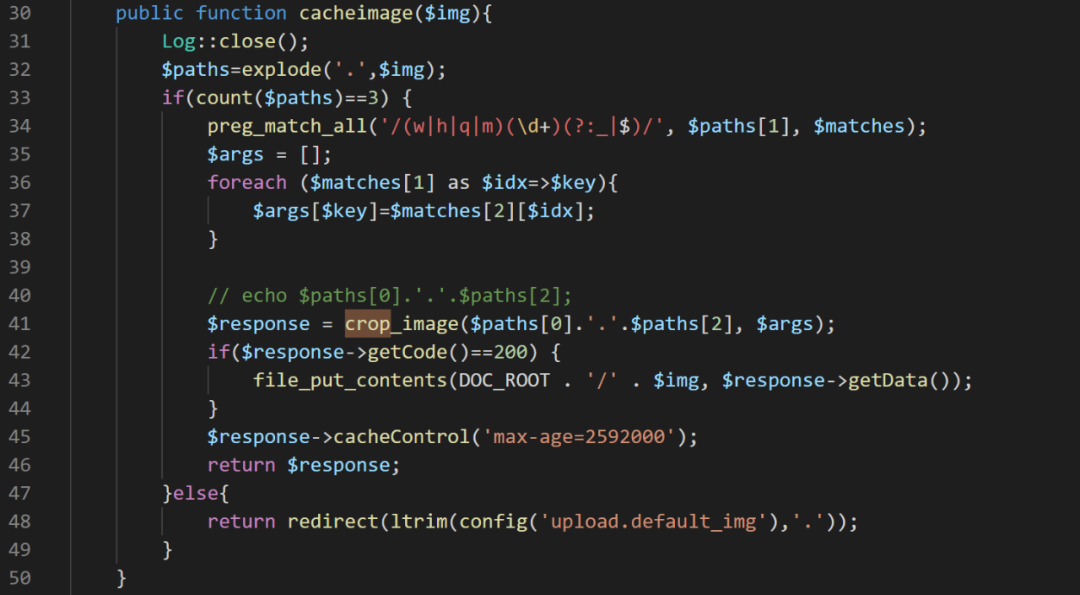 30 public function cacheimage($img){
31 Log::close();
32 $paths=explode('.',$img);
33 if(count($paths)==3) {
34 preg_match_all('/(w|h|q|m)(\d+)(?:_|$)/', $paths[1], $matches);
35 $args = [];
36 foreach ($matches[1] as $idx=>$key){
37 $args[$key]=$matches[2][$idx];
38 }
39
40 // echo $paths[0].'.'.$paths[2];
41 $response = crop_image($paths[0].'.'.$paths[2], $args);
42 if($response->getCode()==200) {
43 file_put_contents(DOC_ROOT . '/' . $img, $response->getData());
44 }
45 $response->cacheControl('max-age=2592000');
46 return $response;
47 }else{
48 return redirect(ltrim(config('upload.default_img'),'.'));
49 }
50 }